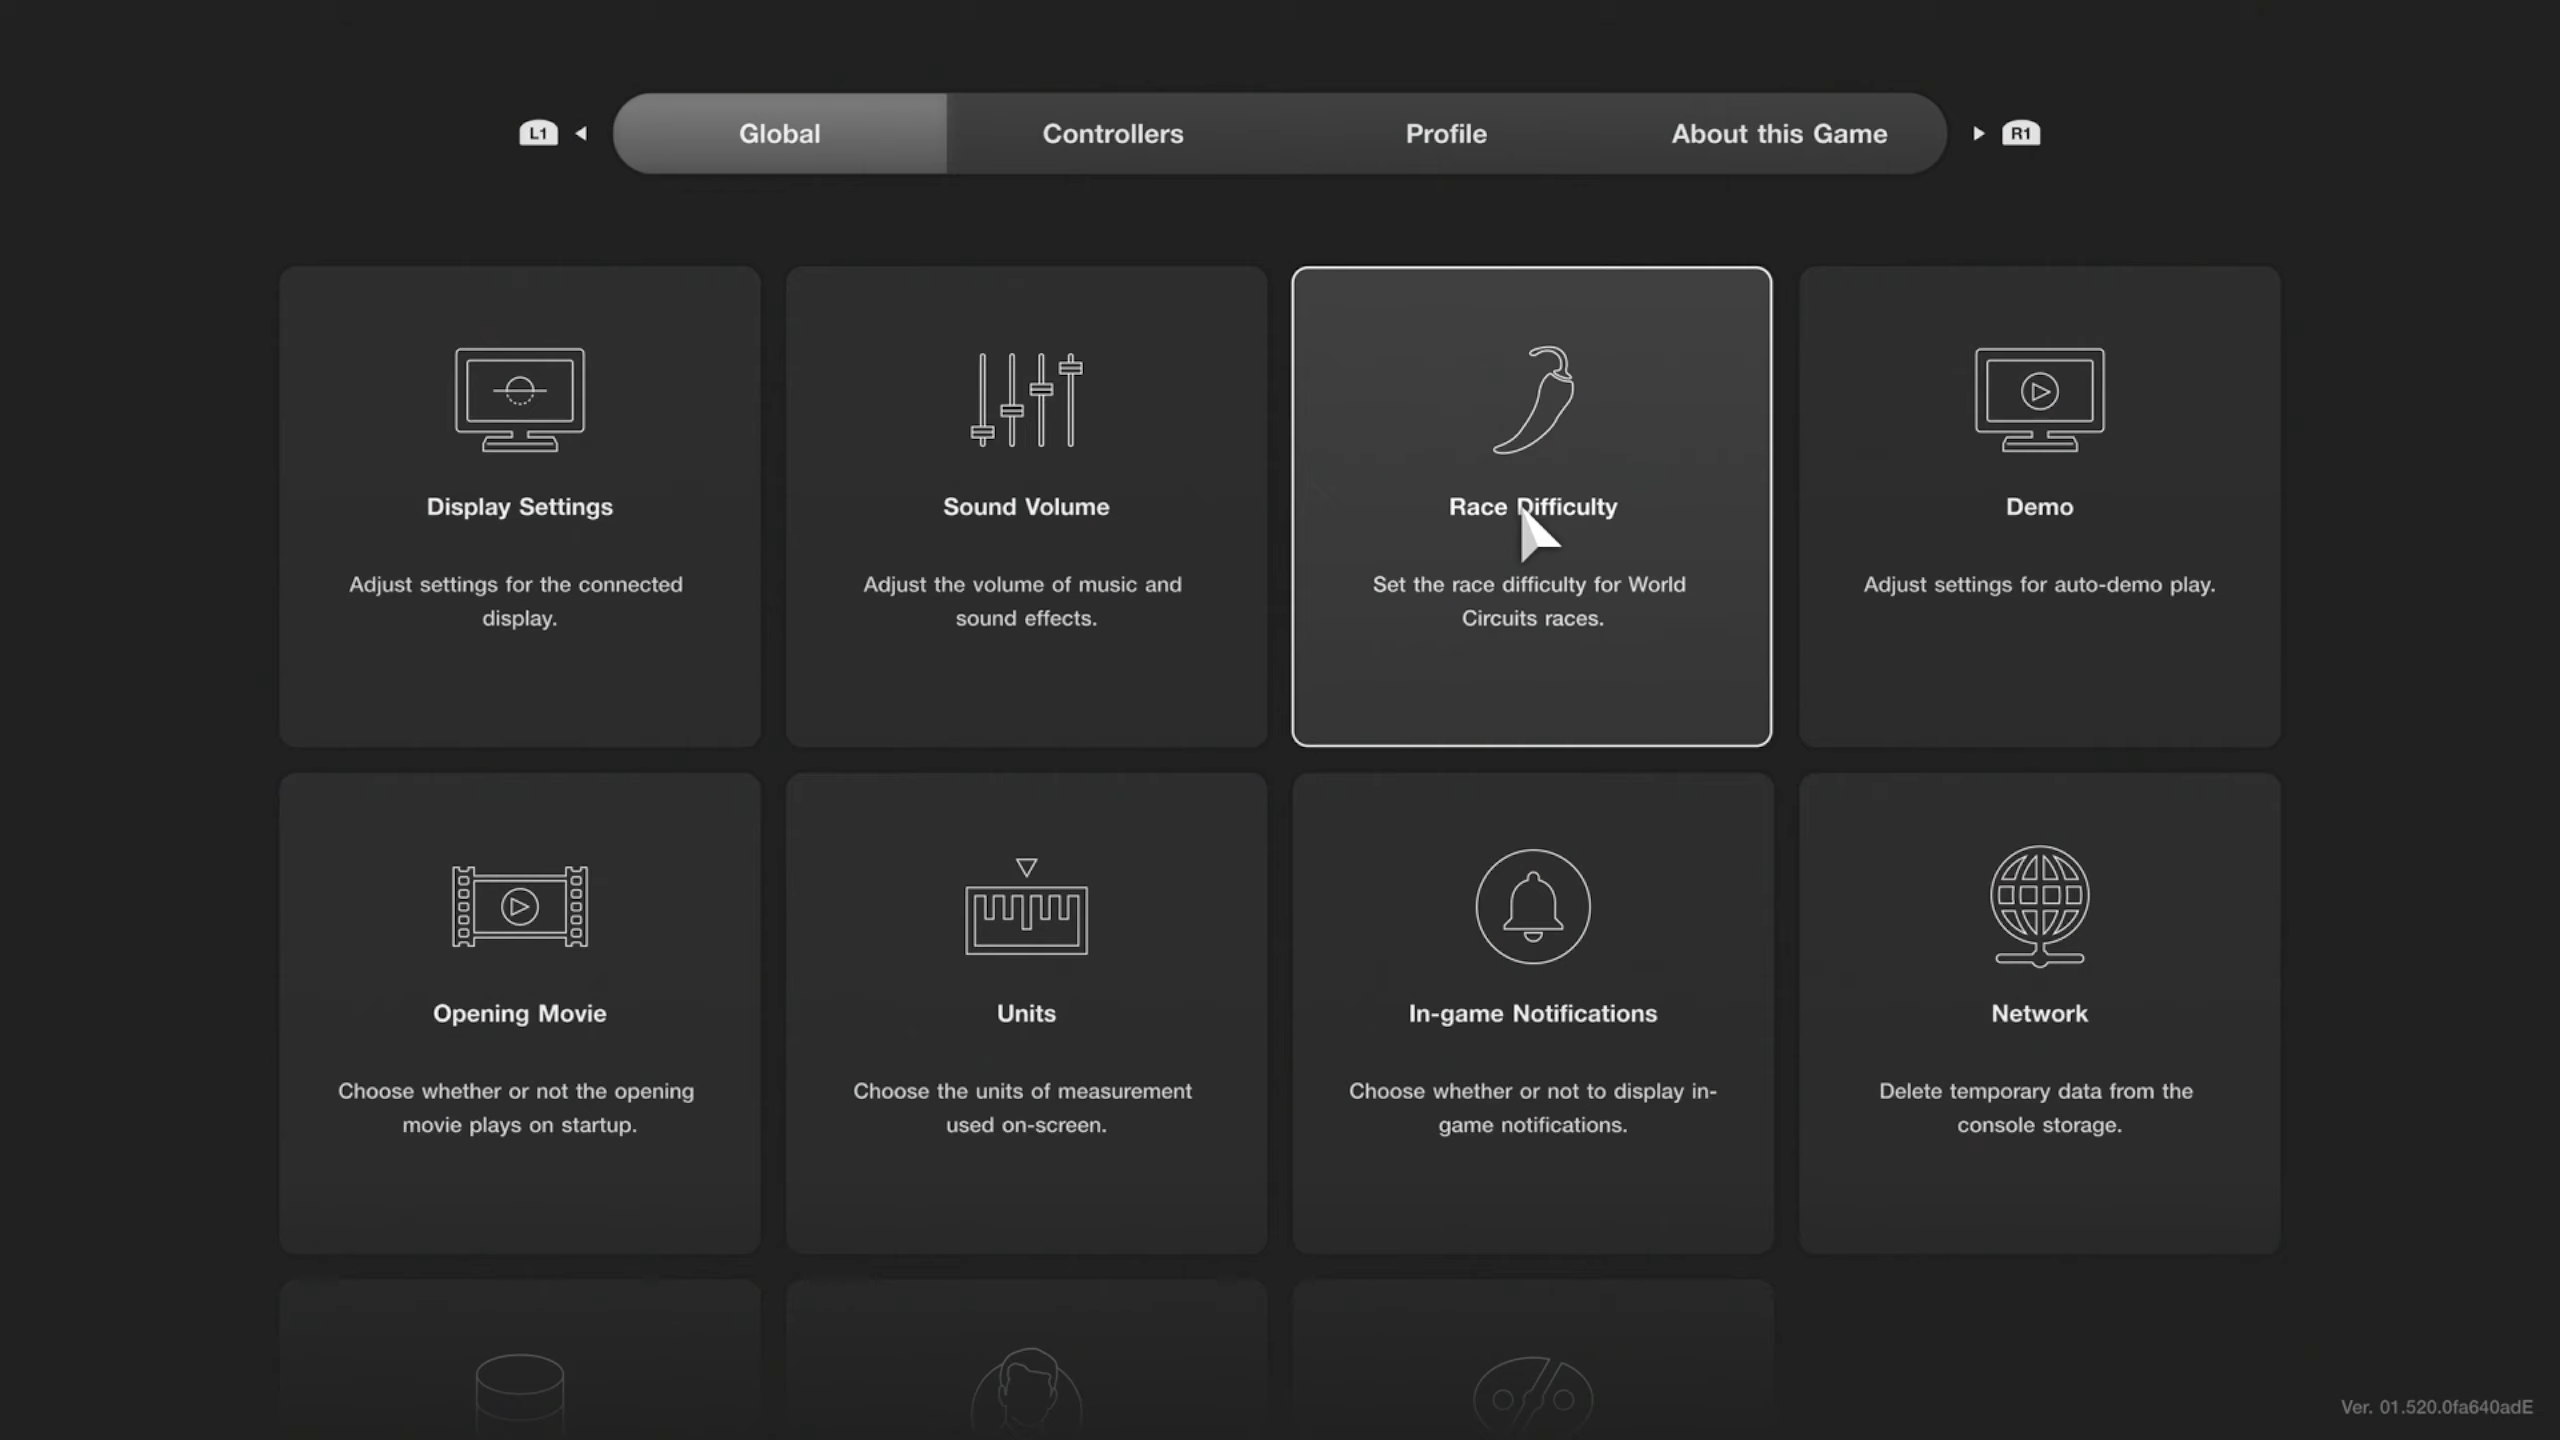 L1
Global
Controllers
Profile
About this Game
R1
Display Settings
Adjust settings for the connected
display.
Sound Volume
Adjust the volume of music and
sound effects.
Race Difficulty
Set the race difficulty for World
Circuits races.
Demo
Adjust settings for auto-demo play.
Opening Movie
Choose whether or not the opening
movie plays on startup.
Units
Choose the units of measurement
used on-screen.
In-game Notifications
Choose whether or not to display in-
game notifications.
Network
Delete temporary data from the
console storage.
Ver. 01.520.0fa640adE